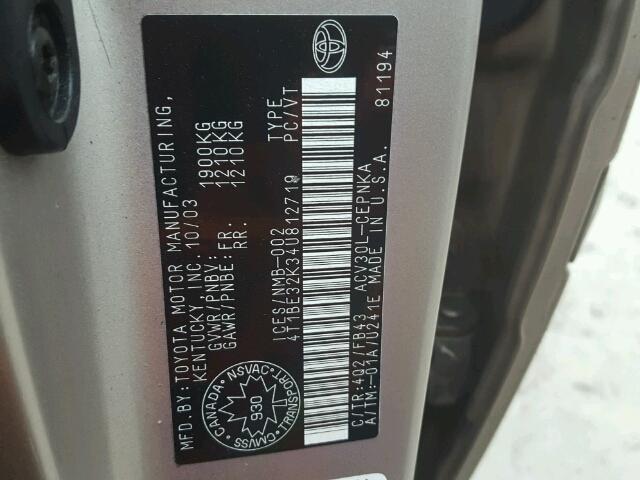 MFD.BY: TOYOTA MOTOR MANUFACTURING,
KENTUCKY, INC. 10/03
GVWR/PNBV: 1900KG
GAWR/PNBE: FR. 1210KG
RR. 1210KG
ICES/NMB-002 TYPE
4T1BE32K34U812719 PC/VT
CANADA NSVAC
930
CMVSS TRANSPORT
C/TR:4Q2/FB43 ACV30L-CEPNKA
A/TM:-01A/U241E MADE IN U.S.A.
81194